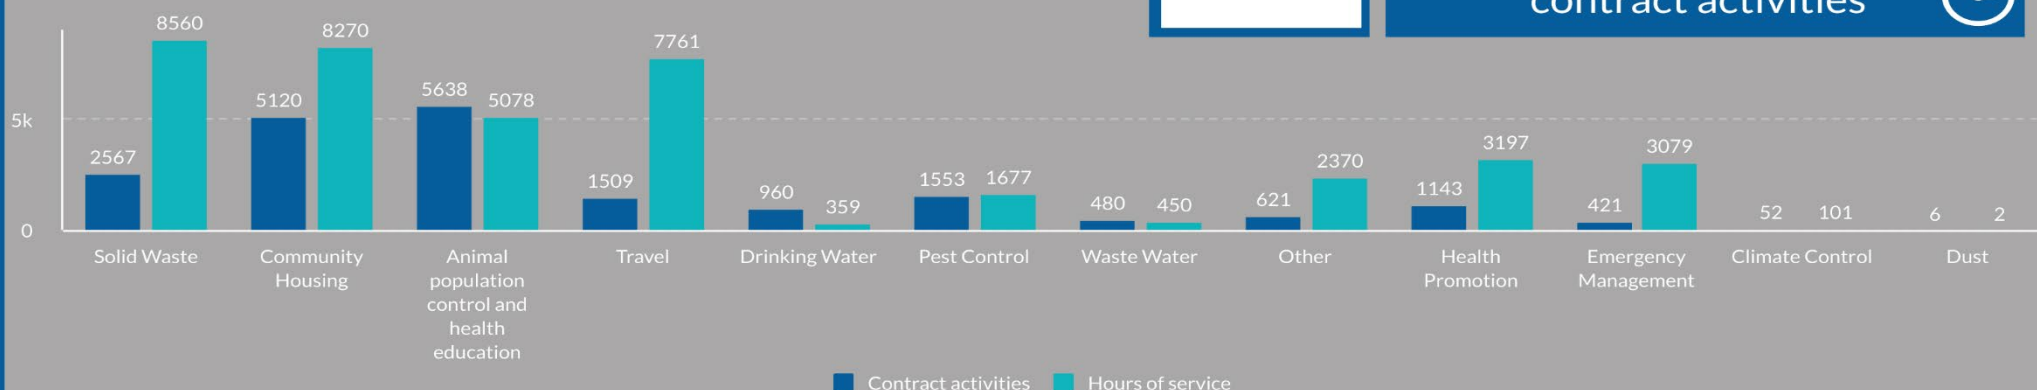 contract activities
8560
8270
7761
5638
5078
5120
5k
3197
3079
2567
2370
1509
1553
1677
1143
960
359
480
450
621
421
52
101
6
2
0
Solid Waste
Community
Housing
Animal
population
control and
health
education
Travel
Drinking Water
Pest Control
Waste Water
Other
Health
Promotion
Emergency
Management
Climate Control
Dust
Contract activities
Hours of service